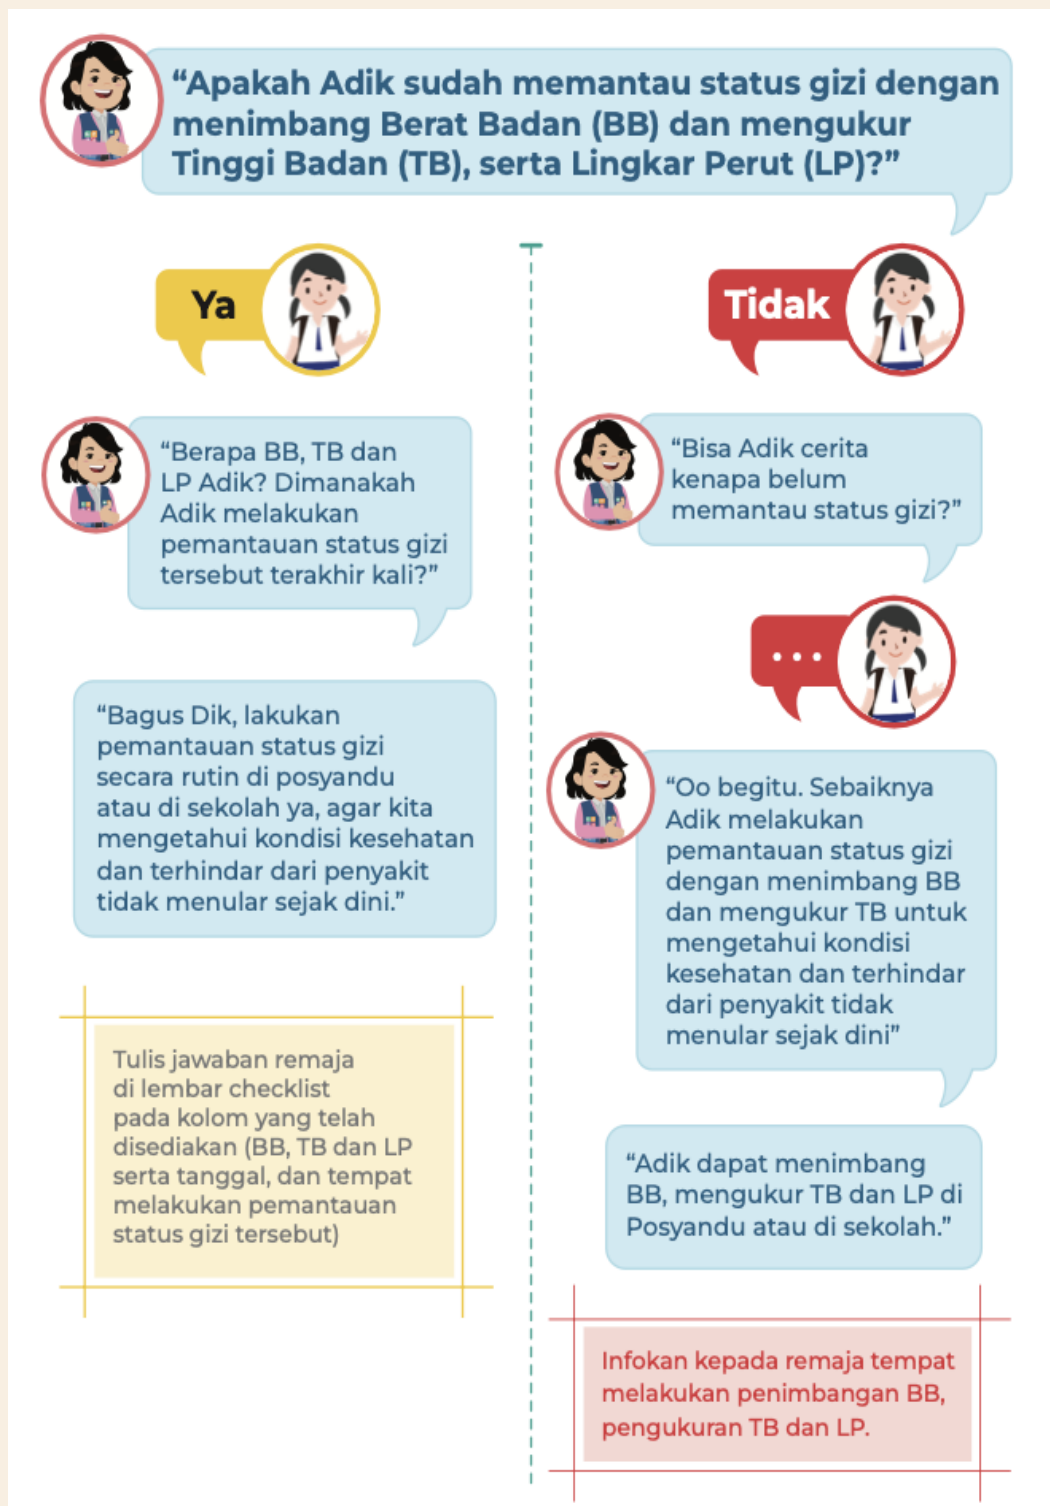 “Apakah Adik sudah memantau status gizi dengan
menimbang Berat Badan (BB) dan mengukur
Tinggi Badan (TB), serta Lingkar Perut (LP)?”
Ya
“Berapa BB, TB dan
LP Adik? Dimanakah
Adik melakukan
pemantauan status gizi
tersebut terakhir kali?”
“Bagus Dik, lakukan
pemantauan status gizi
secara rutin di posyandu
atau di sekolah ya, agar kita
mengetahui kondisi kesehatan
dan terhindar dari penyakit
tidak menular sejak dini.”
Tulis jawaban remaja
di lembar checklist
pada kolom yang telah
disediakan (BB, TB dan LP
serta tanggal, dan tempat
melakukan pemantauan
status gizi tersebut)
Tidak
“Bisa Adik cerita
kenapa belum
memantau status gizi?”
...
“Oo begitu. Sebaiknya
Adik melakukan
pemantauan status gizi
dengan menimbang BB
dan mengukur TB untuk
mengetahui kondisi
kesehatan dan terhindar
dari penyakit tidak
menular sejak dini”
“Adik dapat menimbang
BB, mengukur TB dan LP di
Posyandu atau di sekolah.”
Infokan kepada remaja tempat
melakukan penimbangan BB,
pengukuran TB dan LP.